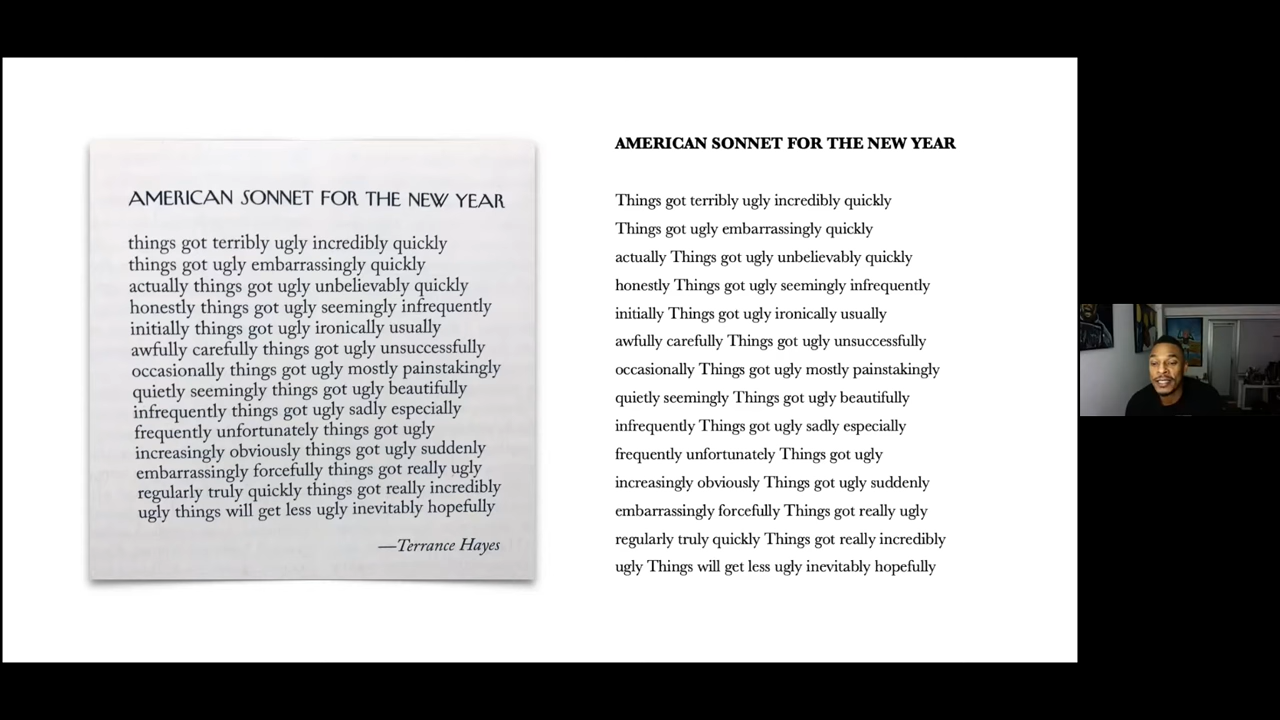 AMERICAN SONNET FOR THE NEW YEAR
things got terribly ugly incredibly quickly
things got ugly embarrassingly quickly
actually things got ugly unbelievably quickly
honestly things got ugly seemingly infrequently
initially things got ugly ironically usually
awfully carefully things got ugly unsuccessfully
occasionally things got ugly mostly painstakingly
quietly seemingly things got ugly beautifully
infrequently things got ugly sadly especially
frequently unfortunately things got ugly
increasingly obviously things got ugly suddenly
embarrassingly forcefully things got really ugly
regularly truly quickly things got really incredibly
ugly things will get less ugly inevitably hopefully
—Terrance Hayes
AMERICAN SONNET FOR THE NEW YEAR
Things got terribly ugly incredibly quickly
Things got ugly embarrassingly quickly
actually Things got ugly unbelievably quickly
honestly Things got ugly seemingly infrequently
initially Things got ugly ironically usually
awfully carefully Things got ugly unsuccessfully
occasionally Things got ugly mostly painstakingly
quietly seemingly Things got ugly beautifully
infrequently Things got ugly sadly especially
frequently unfortunately Things got ugly
increasingly obviously Things got ugly suddenly
embarrassingly forcefully Things got really ugly
regularly truly quickly Things got really incredibly
ugly Things will get less ugly inevitably hopefully